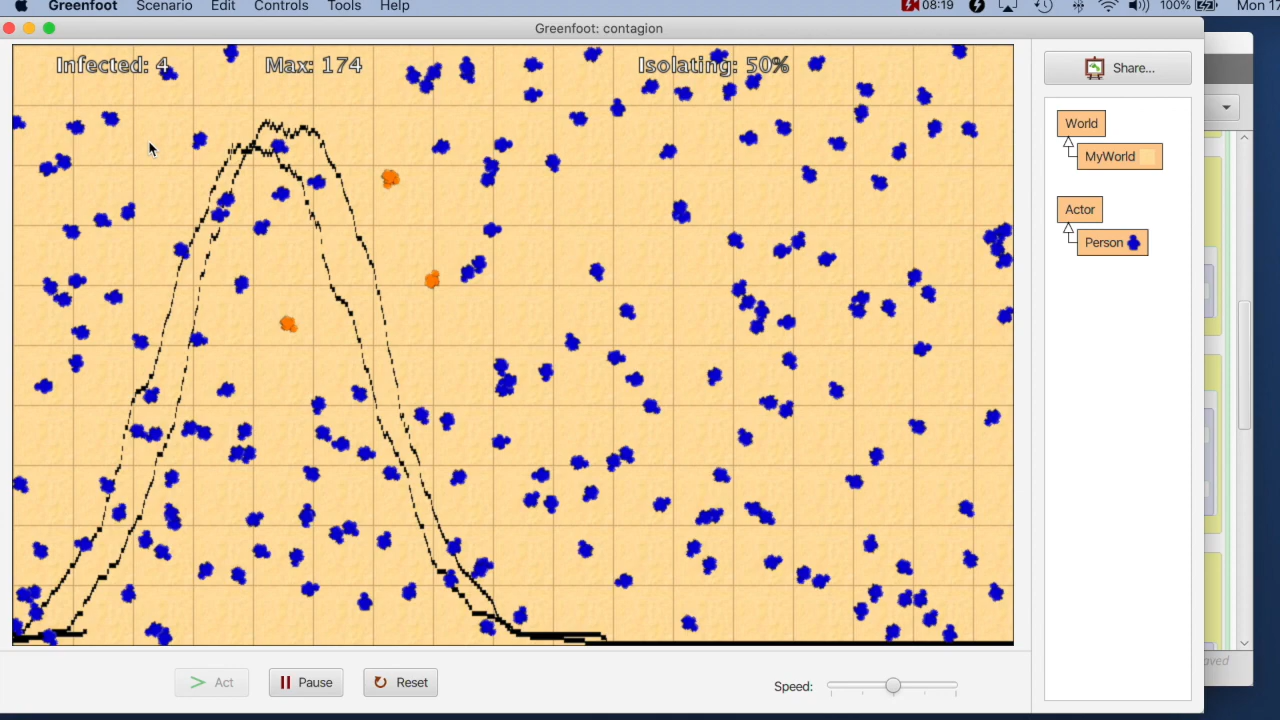 Greenfoot Scenario Edit Controls Tools Help 08:19 100% Mon 17
Greenfoot: contagion
Infected: 4 Max: 174 Isolating: 50%
Share...
World
MyWorld
Actor
Person
Act Pause Reset Speed: